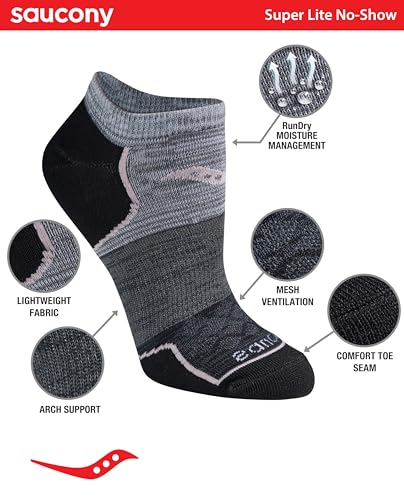 saucony
Super Lite No-Show
RunDry
MOISTURE
MANAGEMENT
LIGHTWEIGHT
FABRIC
MESH
VENTILATION
COMFORT TOE
SEAM
ARCH SUPPORT